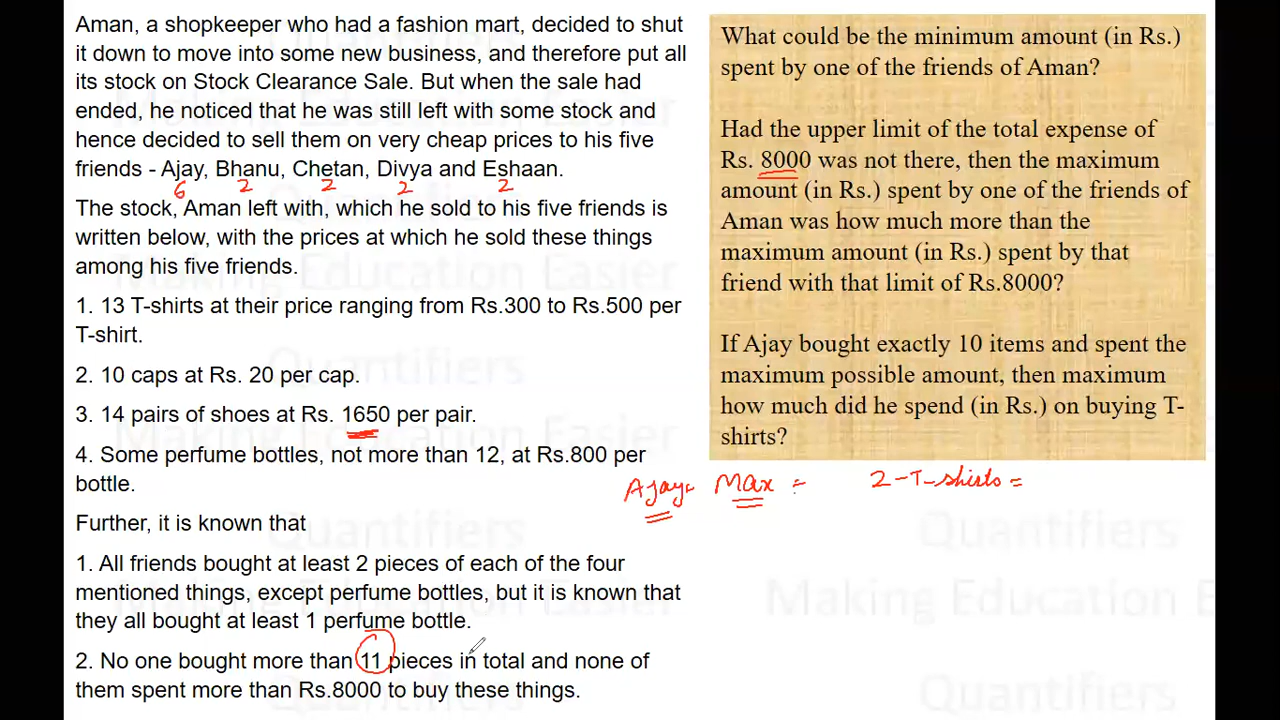 Aman, a shopkeeper who had a fashion mart, decided to shut
it down to move into some new business, and therefore put all
its stock on Stock Clearance Sale. But when the sale had
ended, he noticed that he was still left with some stock and
hence decided to sell them on very cheap prices to his five
friends - Ajay, Bhanu, Chetan, Divya and Eshaan.
6 2 2 2 2
The stock, Aman left with, which he sold to his five friends is
written below, with the prices at which he sold these things
among his five friends.
1. 13 T-shirts at their price ranging from Rs.300 to Rs.500 per
T-shirt.
2. 10 caps at Rs. 20 per cap.
3. 14 pairs of shoes at Rs. 1650 per pair.
4. Some perfume bottles, not more than 12, at Rs.800 per
bottle.
Further, it is known that
1. All friends bought at least 2 pieces of each of the four
mentioned things, except perfume bottles, but it is known that
they all bought at least 1 perfume bottle.
2. No one bought more than 11 pieces in total and none of
them spent more than Rs.8000 to buy these things.
What could be the minimum amount (in Rs.)
spent by one of the friends of Aman?
Had the upper limit of the total expense of
Rs. 8000 was not there, then the maximum
amount (in Rs.) spent by one of the friends of
Aman was how much more than the
maximum amount (in Rs.) spent by that
friend with that limit of Rs.8000?
If Ajay bought exactly 10 items and spent the
maximum possible amount, then maximum
how much did he spend (in Rs.) on buying T-
shirts?
Ajay= Max = 2-T-shirts =
Quantifiers
Making Education Easier
Quantifiers
Quantifiers
Making Education E
Quantifiers